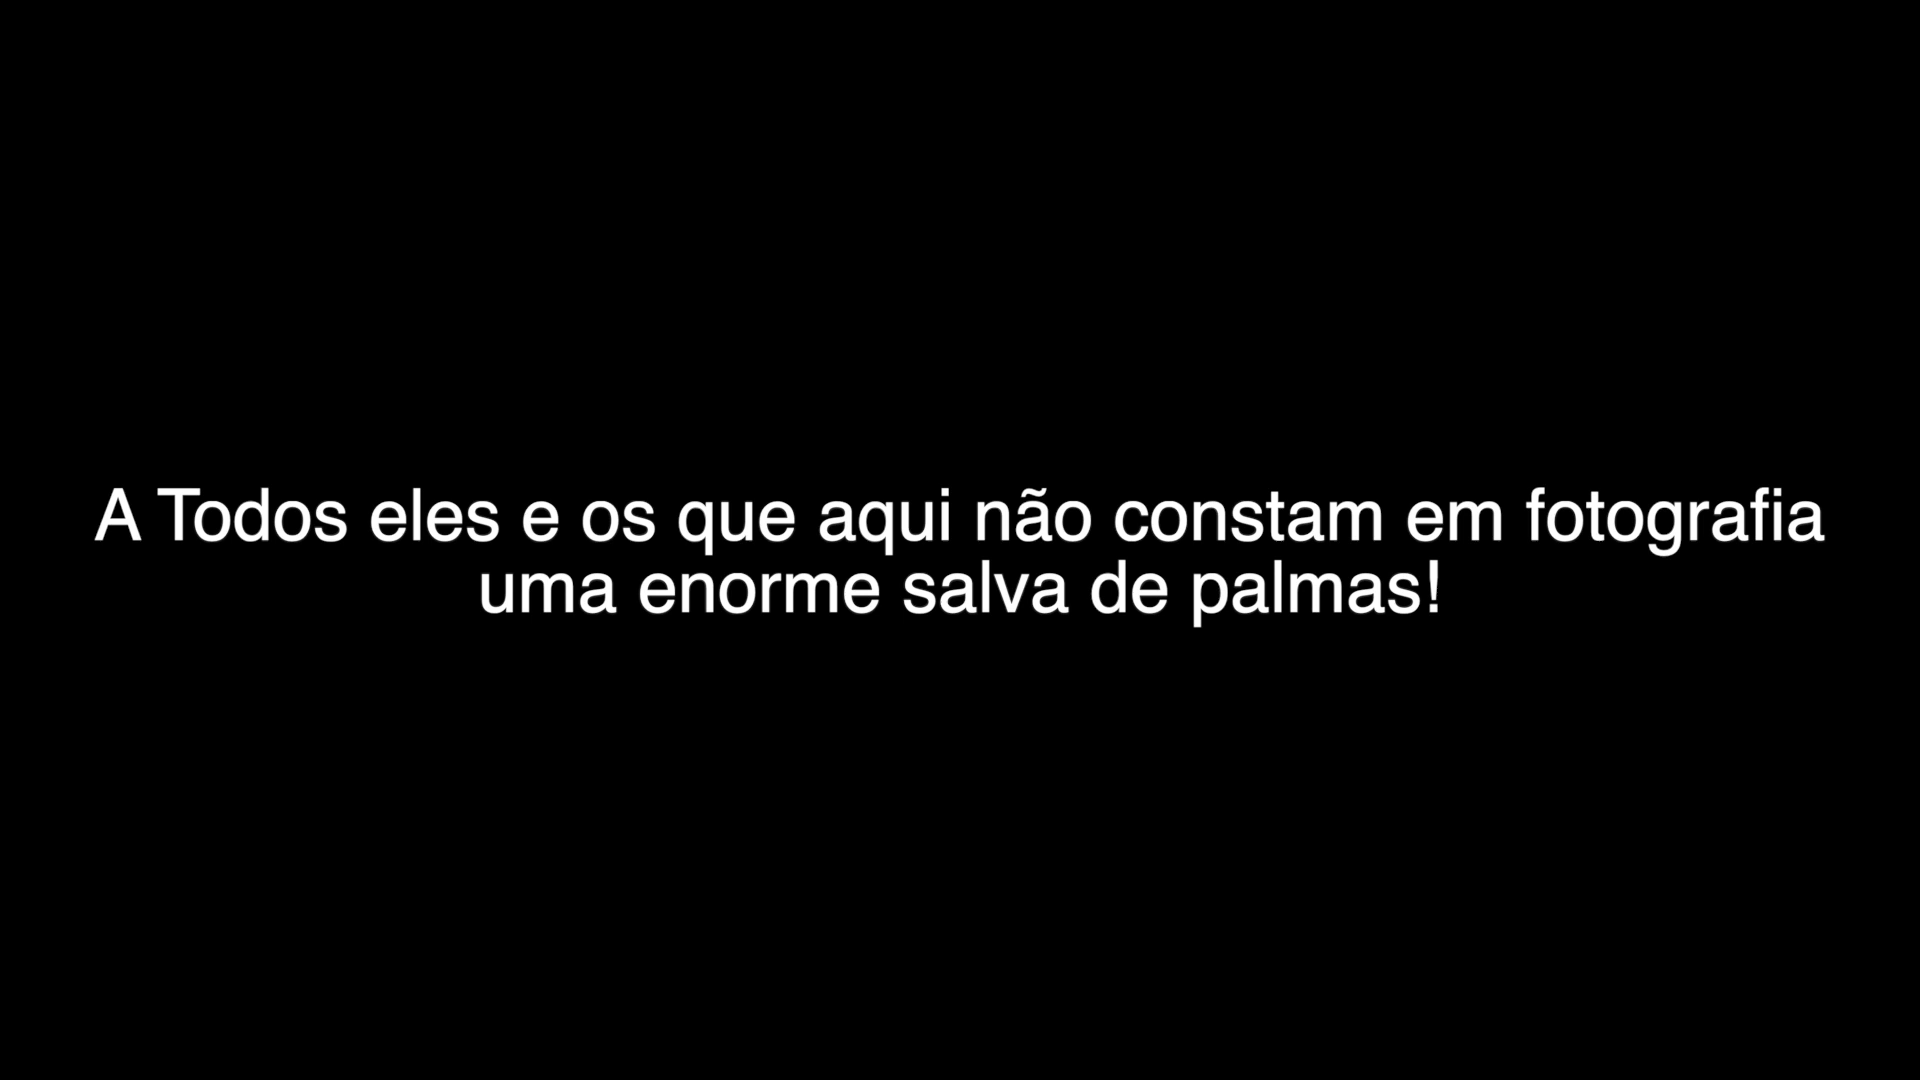 A Todos eles e os que aqui não constam em fotografia
uma enorme salva de palmas!